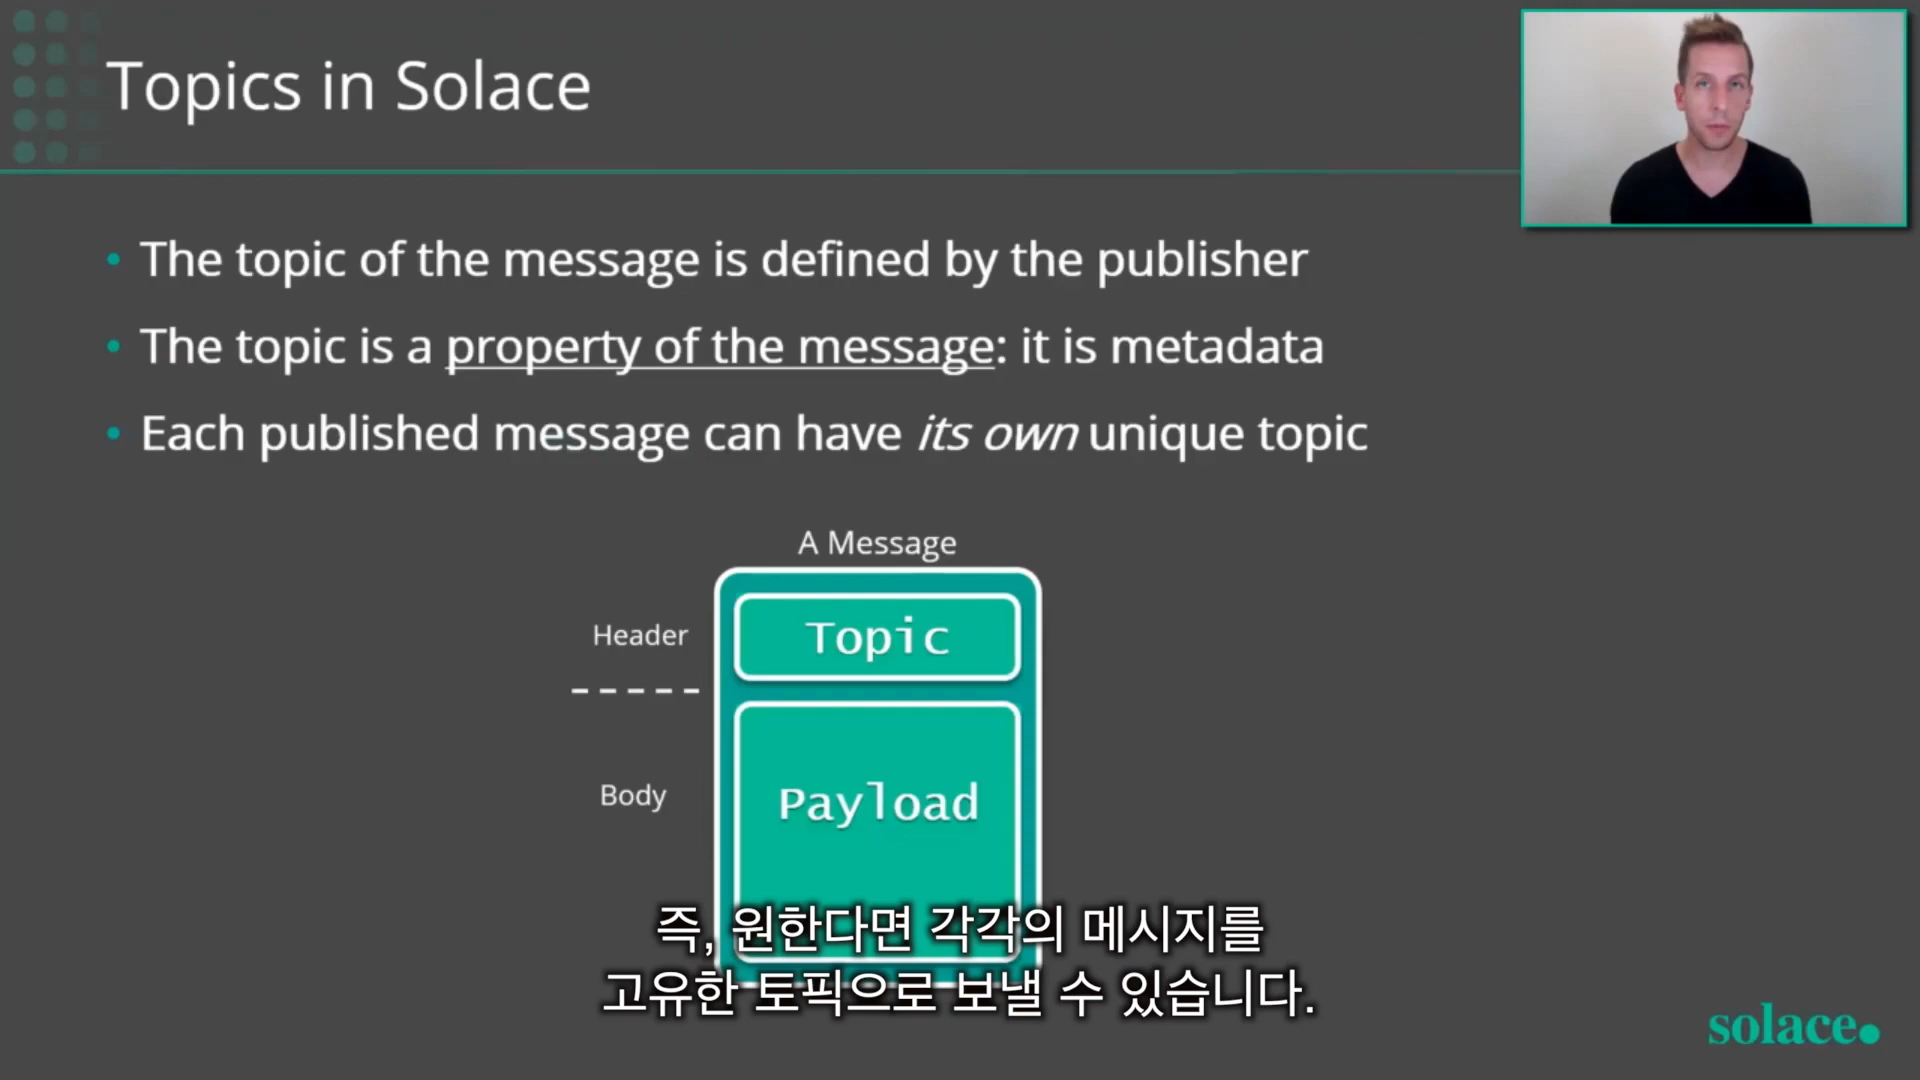 Topics in Solace
• The topic of the message is defined by the publisher
• The topic is a property of the message: it is metadata
• Each published message can have its own unique topic
A Message
Header
Topic
Body
Payload
즉, 원한다면 각각의 메시지를
고유한 토픽으로 보낼 수 있습니다.
solace.